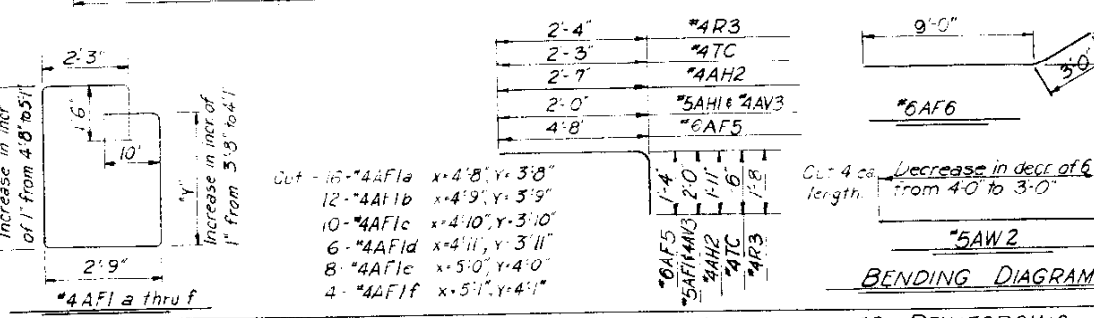 2'-3"
Increase in incr
of 1" from 4'8" to 5'1"
1'-6"
10"
"Y"
Increase in incr. of
1" from 3'-8" to 4'1"
2'9"
#4AF1 a thru f
Cut - 16 - #4AF1a x=4'8", Y=3'8"
12 - #4AF1b x=4'9", Y=3'9"
10 - #4AF1c x=4'10", Y=3'10"
6 - #4AF1d x=4'11", Y=3'11"
8 - #4AF1e x=5'0", Y=4'0"
4 - #4AF1f x=5'1", Y=4'1"
2'-4" #4R3
2'-3" #4TC
2'-7" #4AH2
2'-0" #5AH1 & #4AV3
4'-8" #6AF5
1'-4"
2'-0"
1'-11"
6"
1'-8"
#6AF5
#5AF1&4AV3
#4AH2
#4TC
#4R3
9'-0"
3'-0"
#6AF6
Cut 4 ea.
length.
Decrease in decr. of 6
from 4'-0" to 3'-0"
#5AW2
BENDING DIAGRAM